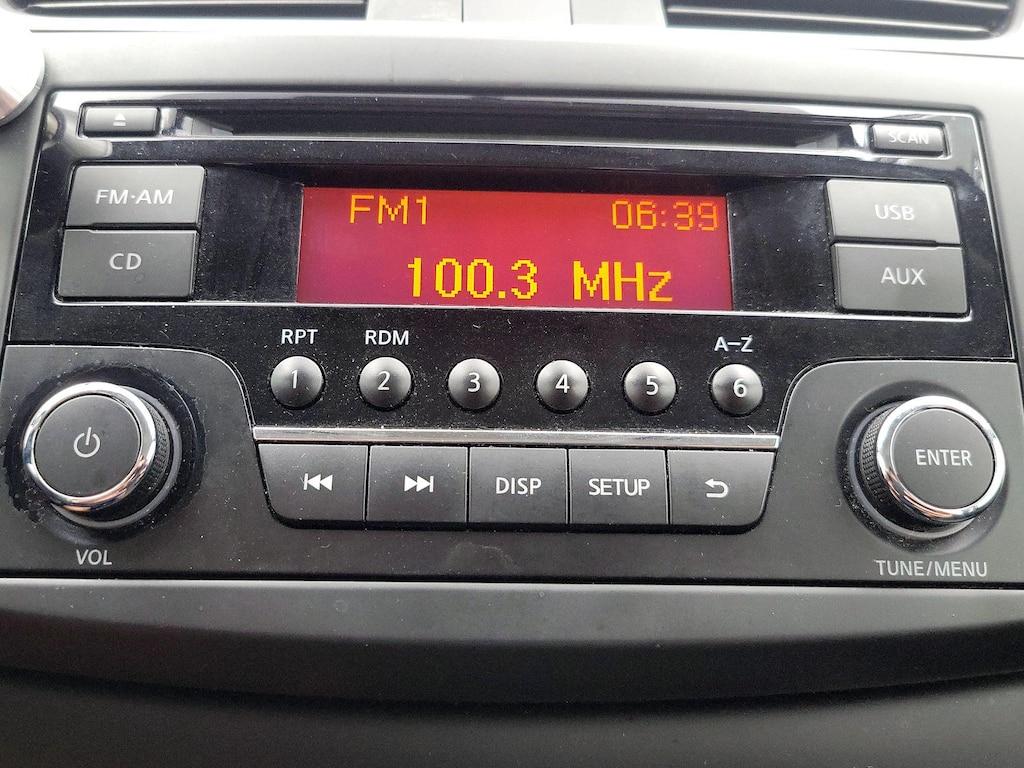 SCAN
FM·AM
USB
CD
AUX
FM1 06:39
100.3 MHz
RPT RDM A-Z
1 2 3 4 5 6
DISP SETUP
ENTER
VOL
TUNE/MENU